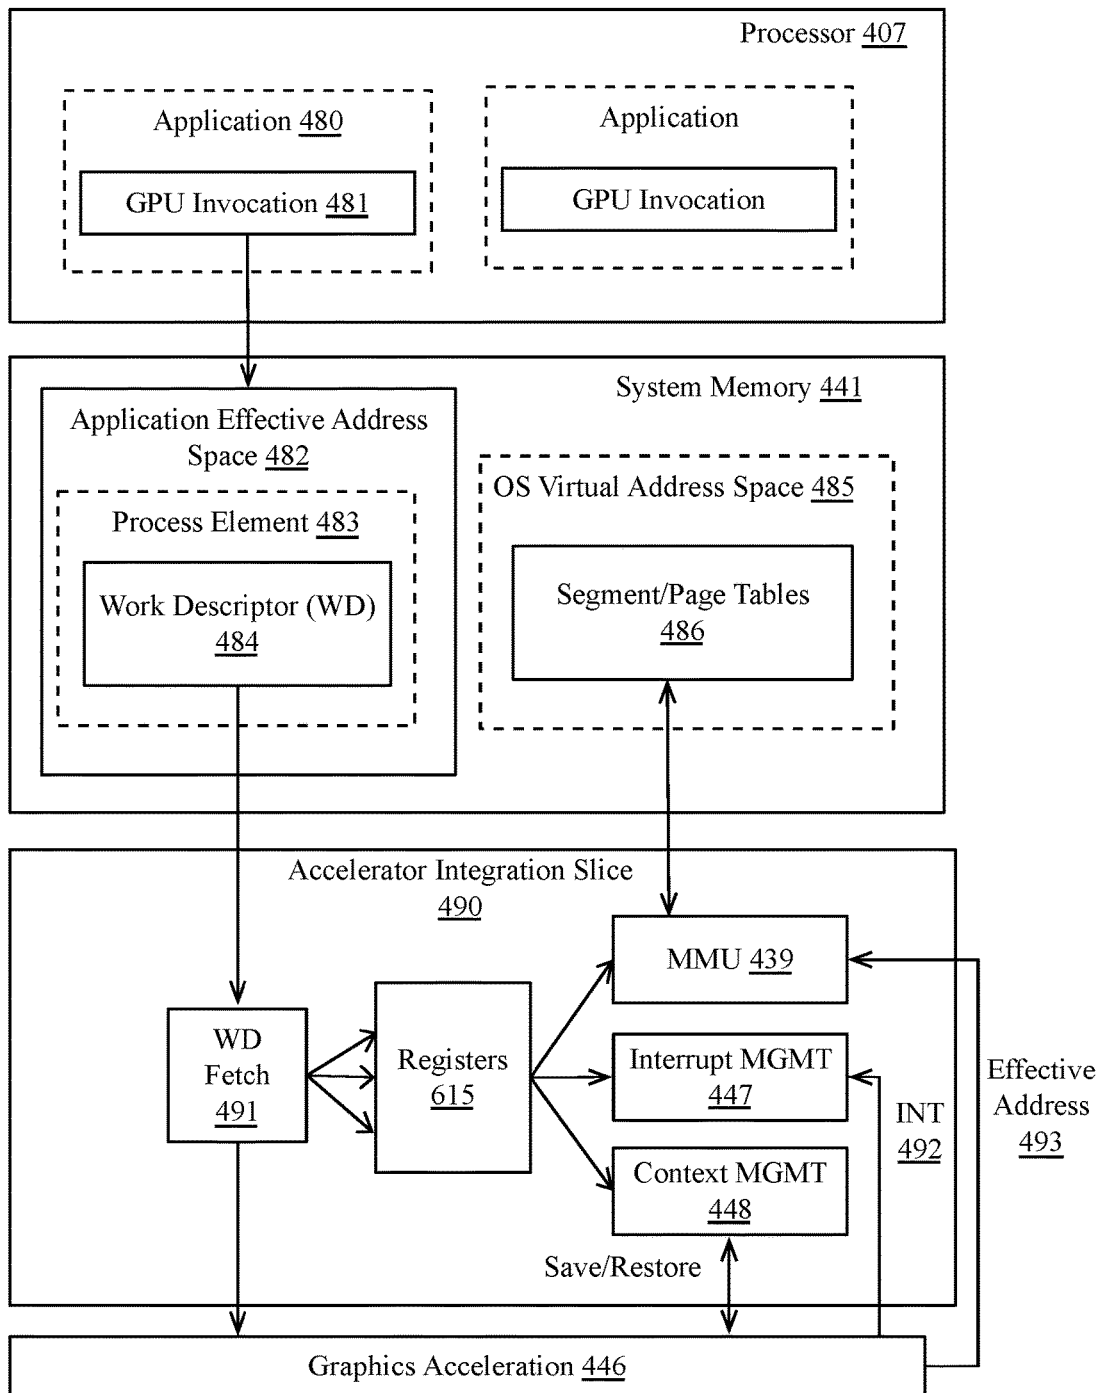 Processor 407
Application 480
GPU Invocation 481
Application
GPU Invocation
System Memory 441
Application Effective Address
Space 482
Process Element 483
Work Descriptor (WD)
484
OS Virtual Address Space 485
Segment/Page Tables
486
Accelerator Integration Slice
490
WD
Fetch
491
Registers
615
MMU 439
Interrupt MGMT
447
Context MGMT
448
Save/Restore
INT
492
Effective
Address
493
Graphics Acceleration 446